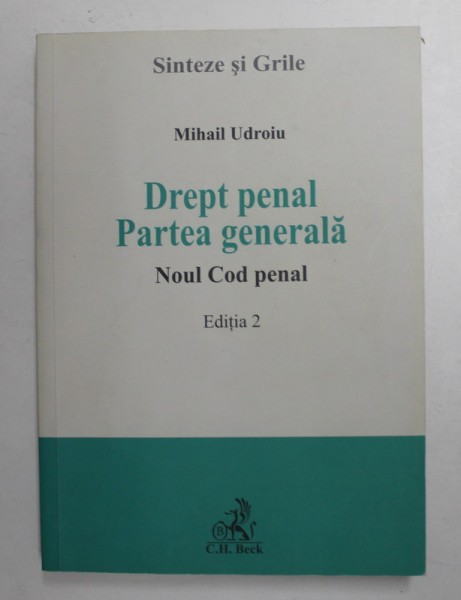 Sinteze şi Grile
Mihail Udroiu
Drept penal
Partea generală
Noul Cod penal
Ediţia 2
B
C.H. Beck